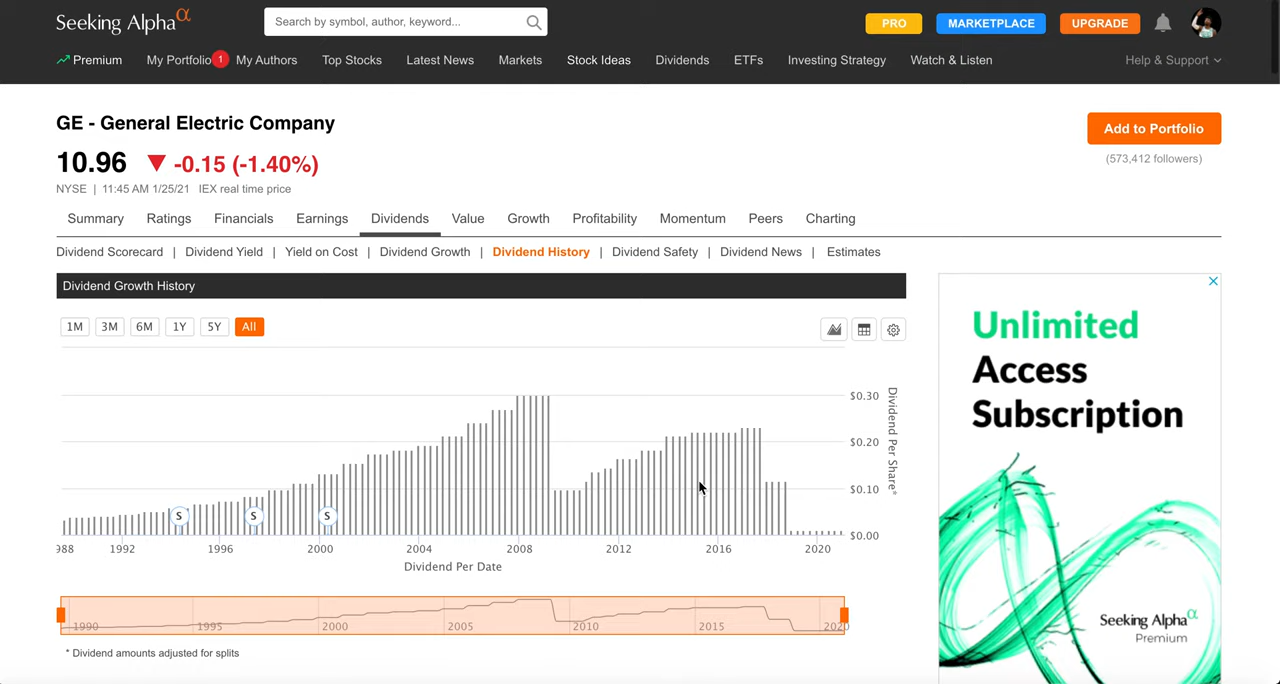 Seeking Alpha α
Search by symbol, author, keyword...
PRO
MARKETPLACE
UPGRADE
Premium
My Portfolio 1
My Authors
Top Stocks
Latest News
Markets
Stock Ideas
Dividends
ETFs
Investing Strategy
Watch & Listen
Help & Support
GE - General Electric Company
Add to Portfolio
10.96 ▼ -0.15 (-1.40%)
(573,412 followers)
NYSE | 11:45 AM 1/25/21 IEX real time price
Summary
Ratings
Financials
Earnings
Dividends
Value
Growth
Profitability
Momentum
Peers
Charting
Dividend Scorecard | Dividend Yield | Yield on Cost | Dividend Growth | Dividend History | Dividend Safety | Dividend News | Estimates
Dividend Growth History
1M 3M 6M 1Y 5Y All
$0.30
$0.20
$0.10
$0.00
Dividend Per Share*
S S S
988 1992 1996 2000 2004 2008 2012 2016 2020
Dividend Per Date
1990 1995 2000 2005 2010 2015 2020
* Dividend amounts adjusted for splits
Unlimited
Access
Subscription
Seeking Alpha α
Premium